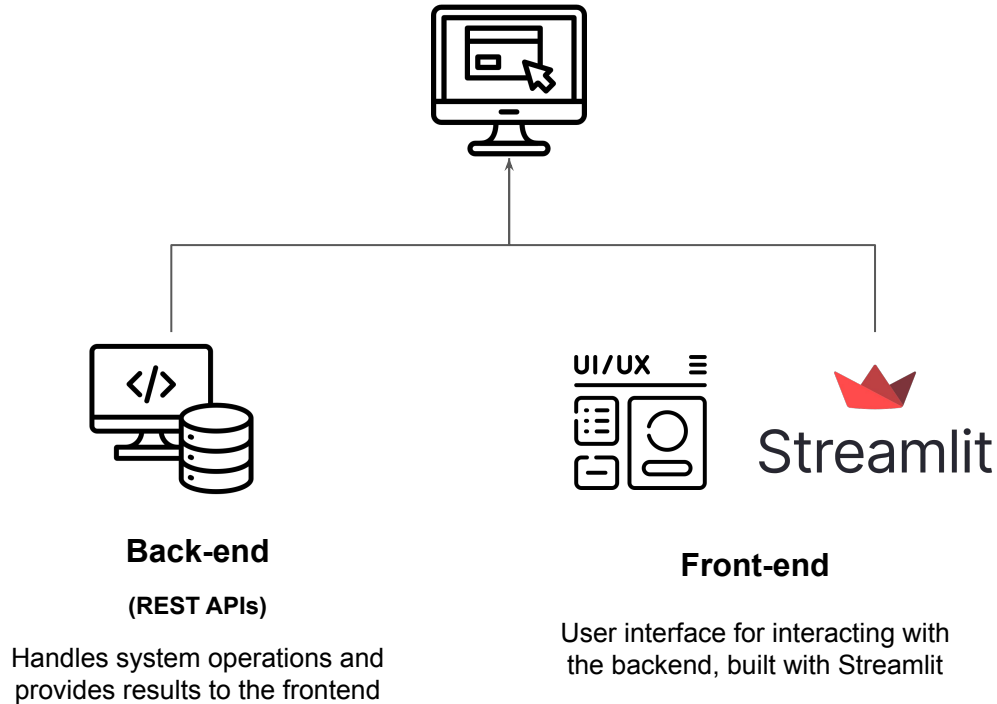 </>
UI/UX
Streamlit
Back-end
(REST APIs)
Handles system operations and
provides results to the frontend
Front-end
User interface for interacting with
the backend, built with Streamlit